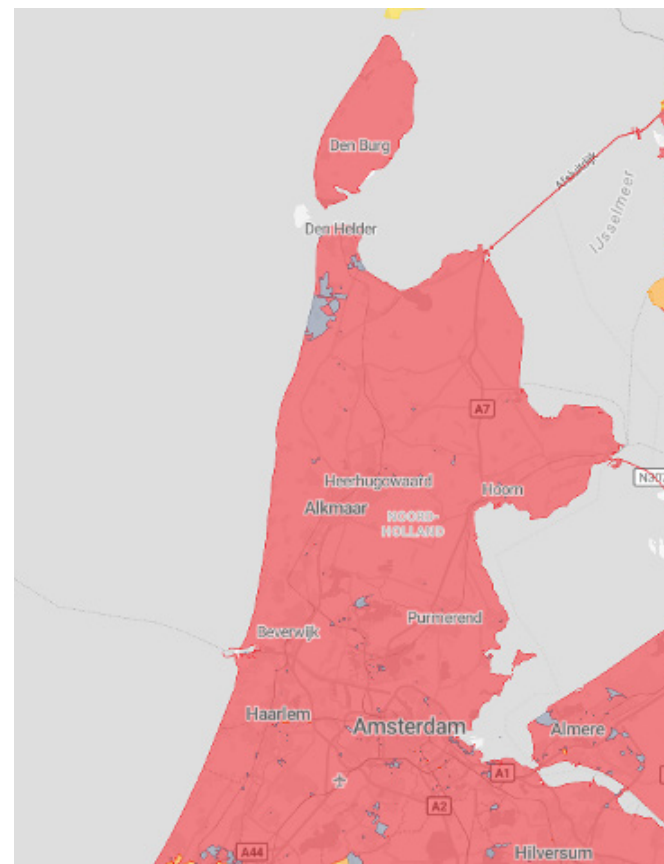 Den Burg
Afsluitdijk
IJsselmeer
Den Helder
A7
Heerhugowaard
Hoorn
N307
Alkmaar
NOORD-
HOLLAND
Purmerend
Beverwijk
Haarlem
Amsterdam
Almere
A1
A2
A44
Hilversum